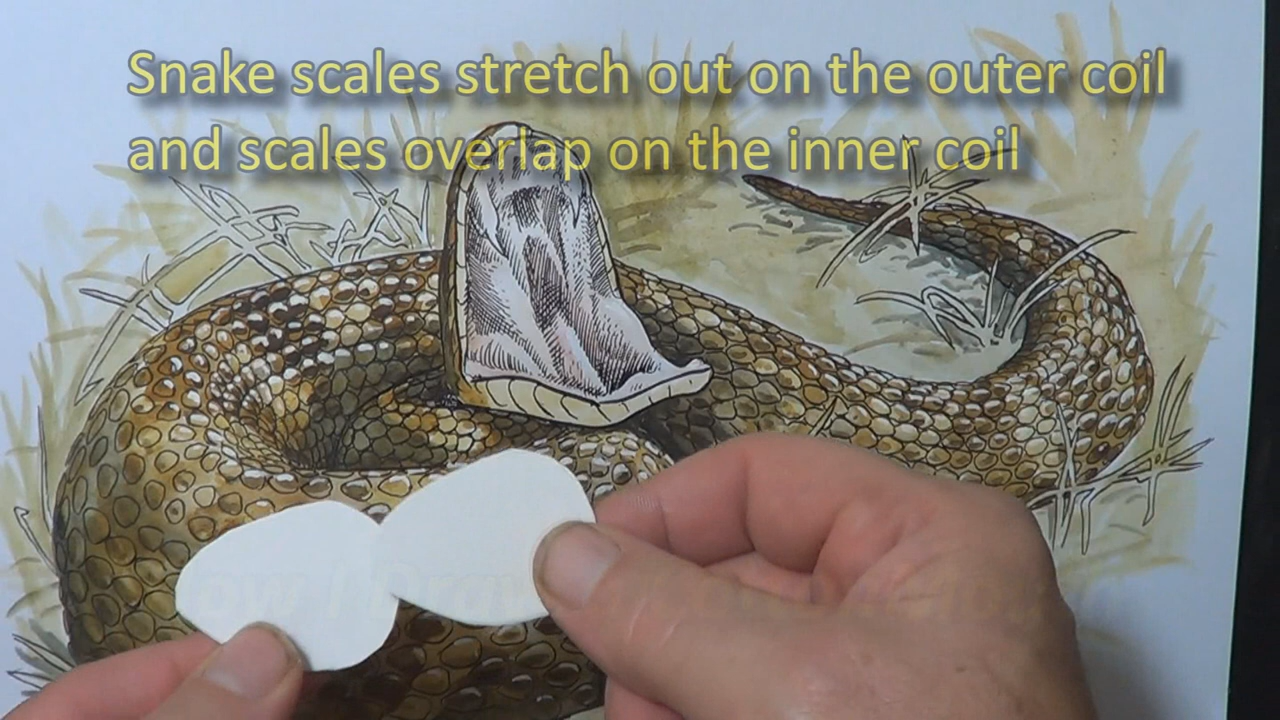 Snake scales stretch out on the outer coil
and scales overlap on the inner coil